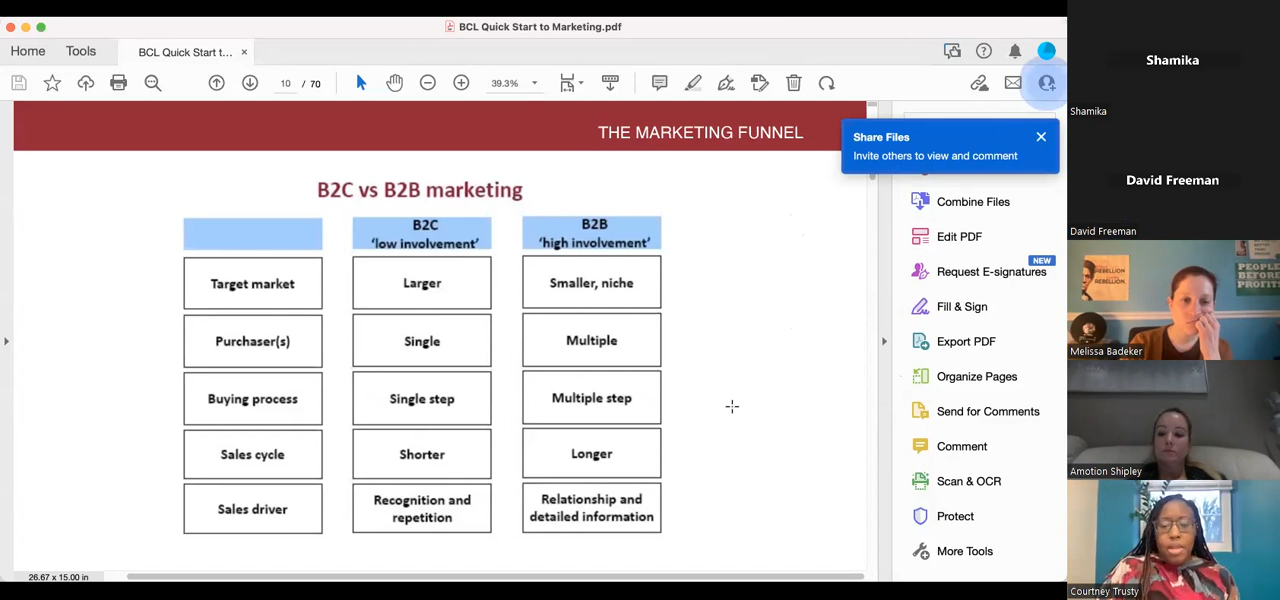 BCL Quick Start to Marketing.pdf
Home
Tools
BCL Quick Start t...
10 / 70
39.3%
THE MARKETING FUNNEL
Share Files
Invite others to view and comment
B2C vs B2B marketing
B2C
'low involvement'
B2B
'high involvement'
Target market
Larger
Smaller, niche
Purchaser(s)
Single
Multiple
Buying process
Single step
Multiple step
Sales cycle
Shorter
Longer
Sales driver
Recognition and
repetition
Relationship and
detailed information
26.67 x 15.00 in
Combine Files
Edit PDF
NEW
Request E-signatures
Fill & Sign
Export PDF
Organize Pages
Send for Comments
Comment
Scan & OCR
Protect
More Tools
Shamika
Shamika
David Freeman
David Freeman
REBELLION
PEOPLE
BEFORE
PROFITS
Melissa Badeker
Amotion Shipley
Courtney Trusty